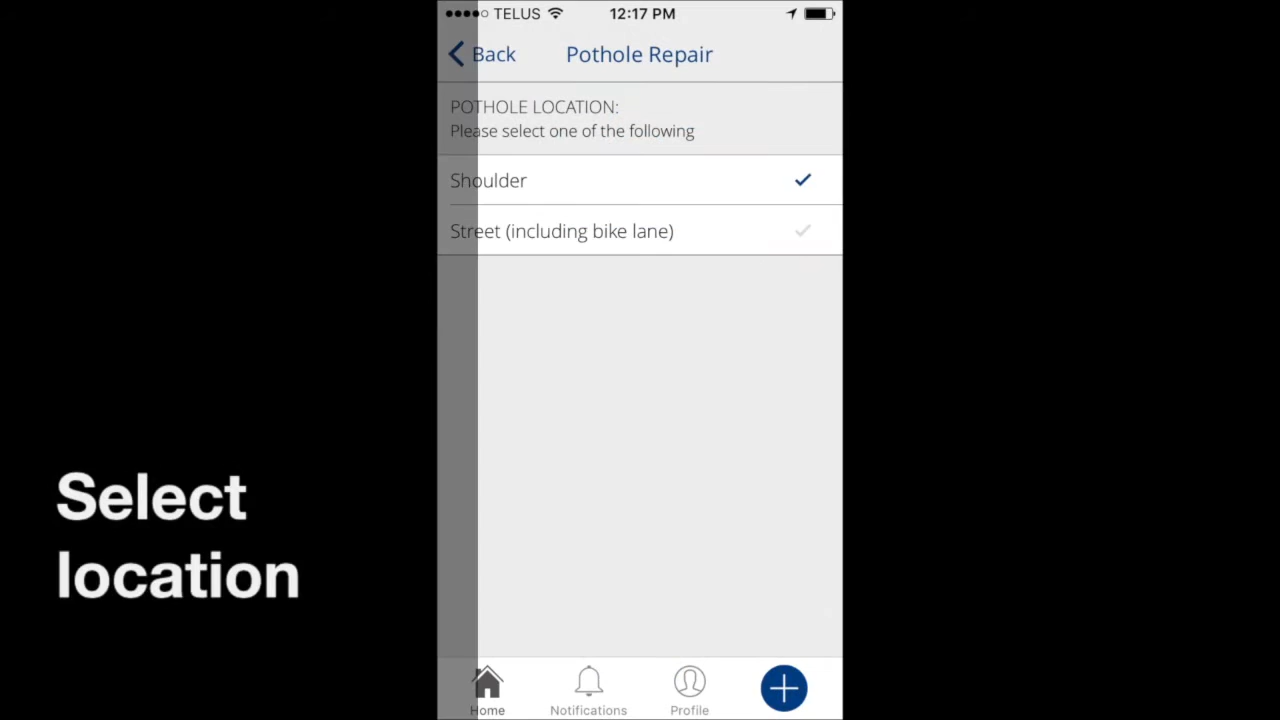 TELUS 12:17 PM
Back Pothole Repair
POTHOLE LOCATION:
Please select one of the following
Shoulder
Street (including bike lane)
Select
location
Home Notifications Profile